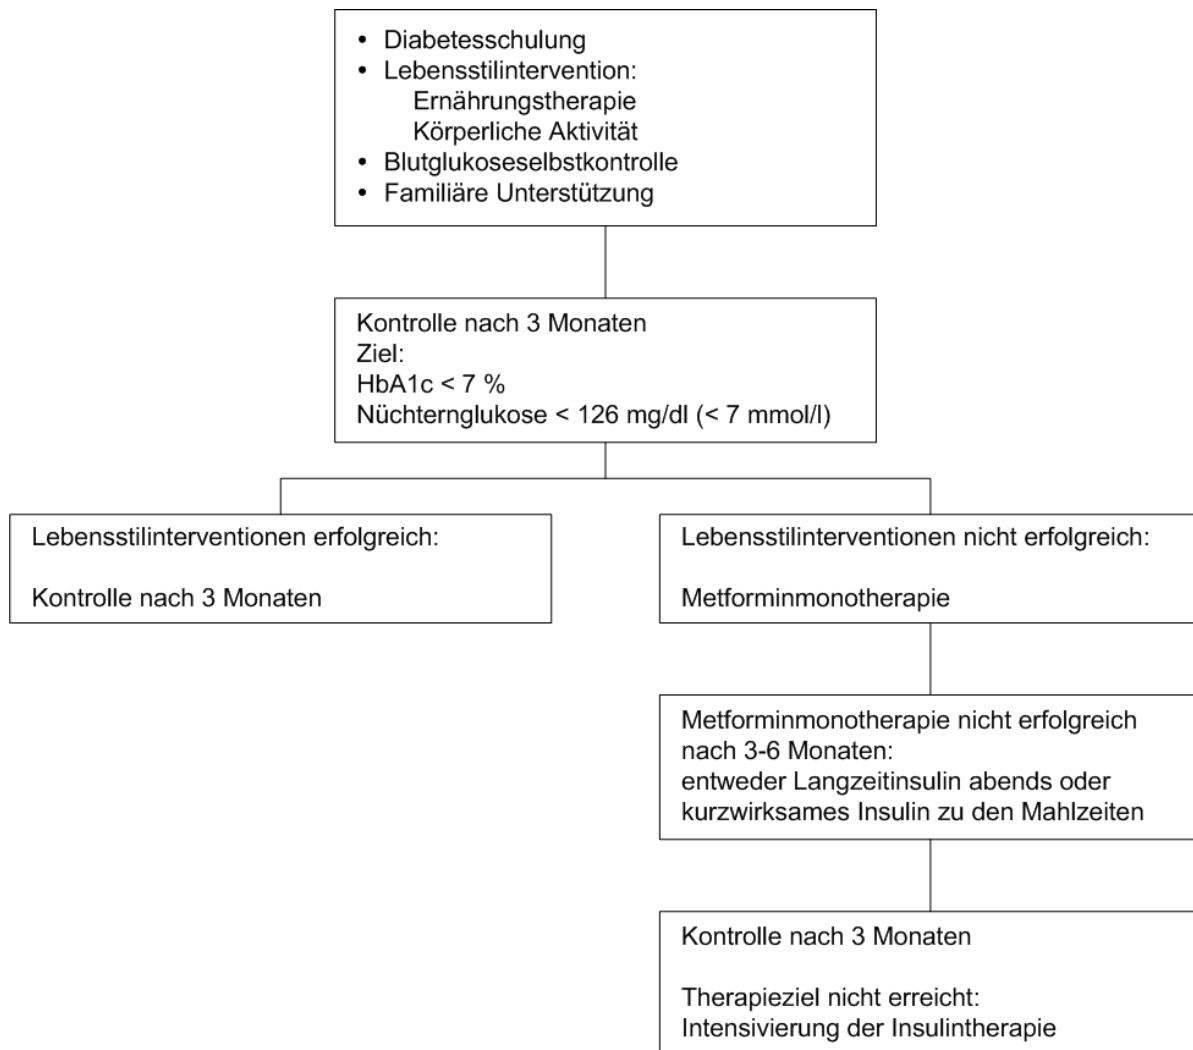 • Diabetesschulung
• Lebensstilintervention:
Ernährungstherapie
Körperliche Aktivität
• Blutglukoseselbstkontrolle
• Familiäre Unterstützung
Kontrolle nach 3 Monaten
Ziel:
HbA1c < 7 %
Nüchternglukose < 126 mg/dl (< 7 mmol/l)
Lebensstilinterventionen erfolgreich:
Kontrolle nach 3 Monaten
Lebensstilinterventionen nicht erfolgreich:
Metforminmonotherapie
Metforminmonotherapie nicht erfolgreich
nach 3-6 Monaten:
entweder Langzeitinsulin abends oder
kurzwirksames Insulin zu den Mahlzeiten
Kontrolle nach 3 Monaten
Therapieziel nicht erreicht:
Intensivierung der Insulintherapie